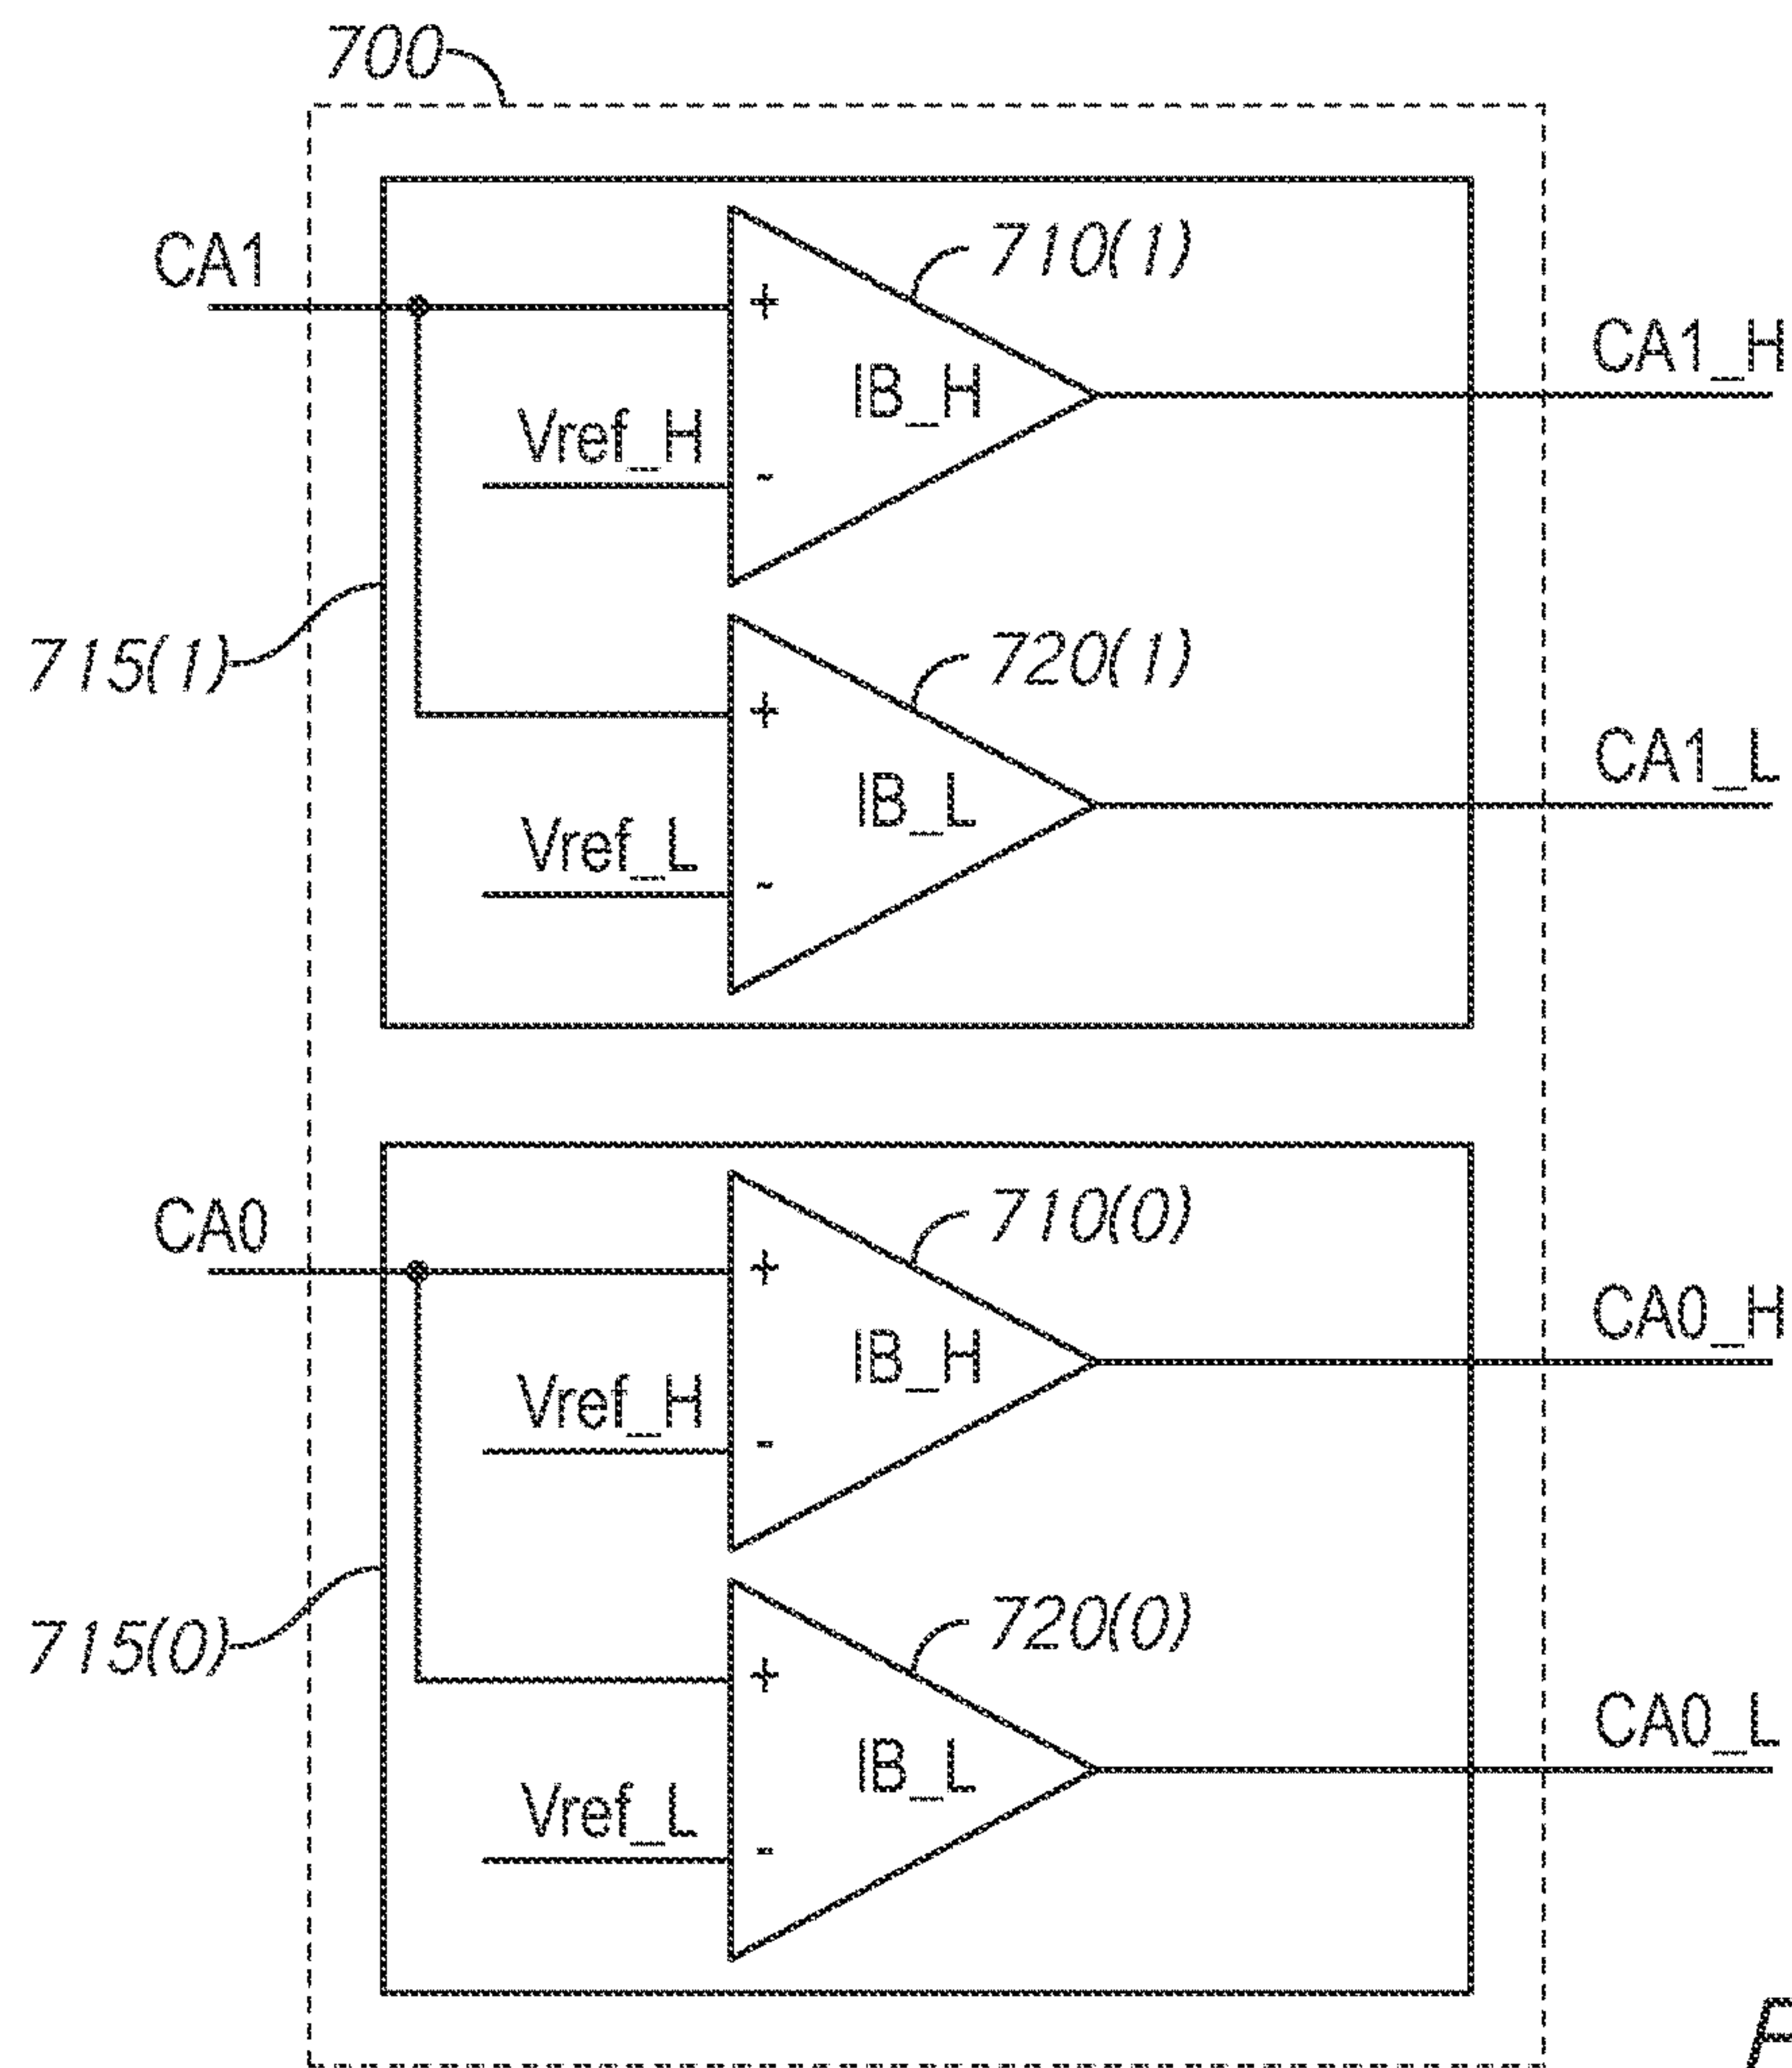 700
CA1
+
710(1)
IB_H
Vref_H
-
CA1_H
715(1)
+
720(1)
IB_L
Vref_L
-
CA1_L
CA0
+
710(0)
IB_H
Vref_H
-
CA0_H
715(0)
+
720(0)
IB_L
Vref_L
-
CA0_L